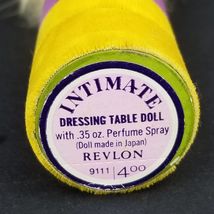 INTIMATE
DRESSING TABLE DOLL
with .35 oz. Perfume Spray
(Doll made in Japan)
REVLON
9111 4.00